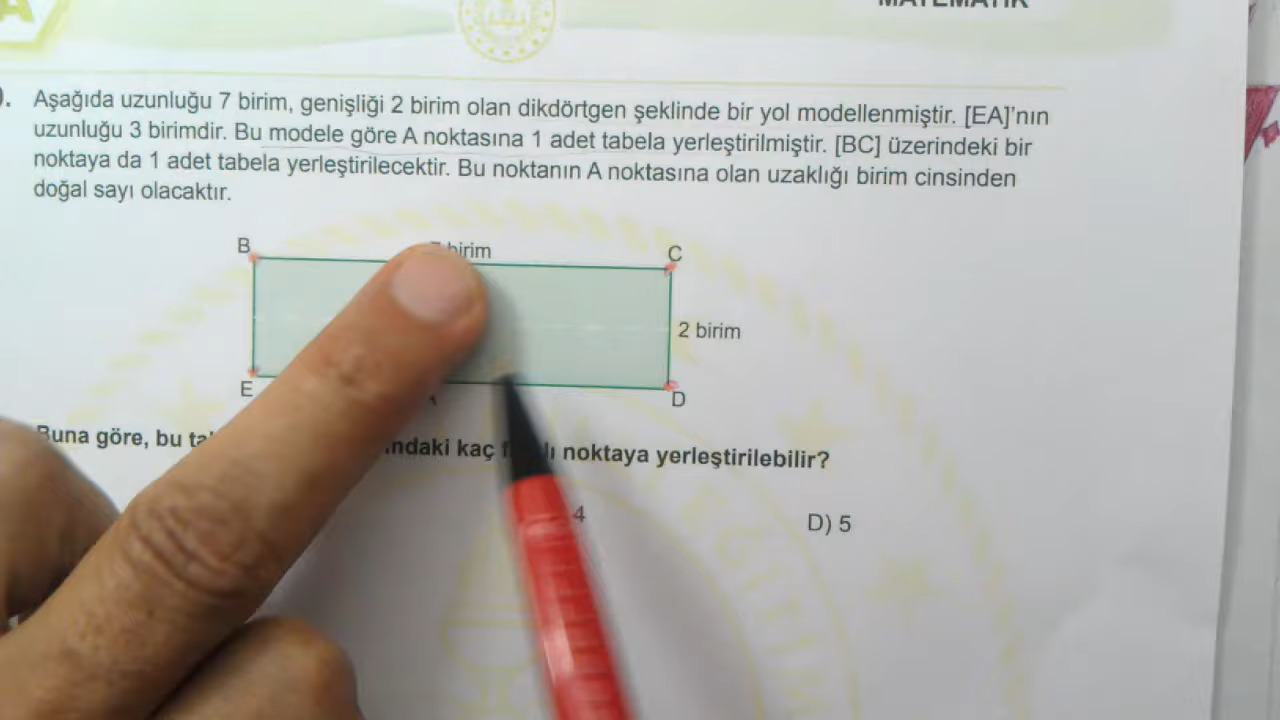 MATEMATİK
Aşağıda uzunluğu 7 birim, genişliği 2 birim olan dikdörtgen şeklinde bir yol modellenmiştir. [EA]'nın
uzunluğu 3 birimdir. Bu modele göre A noktasına 1 adet tabela yerleştirilmiştir. [BC] üzerindeki bir
noktaya da 1 adet tabela yerleştirilecektir. Bu noktanın A noktasına olan uzaklığı birim cinsinden
doğal sayı olacaktır.
B
birim
C
2 birim
E
D
Buna göre, bu kaç noktaya yerleştirilebilir?
4
D) 5